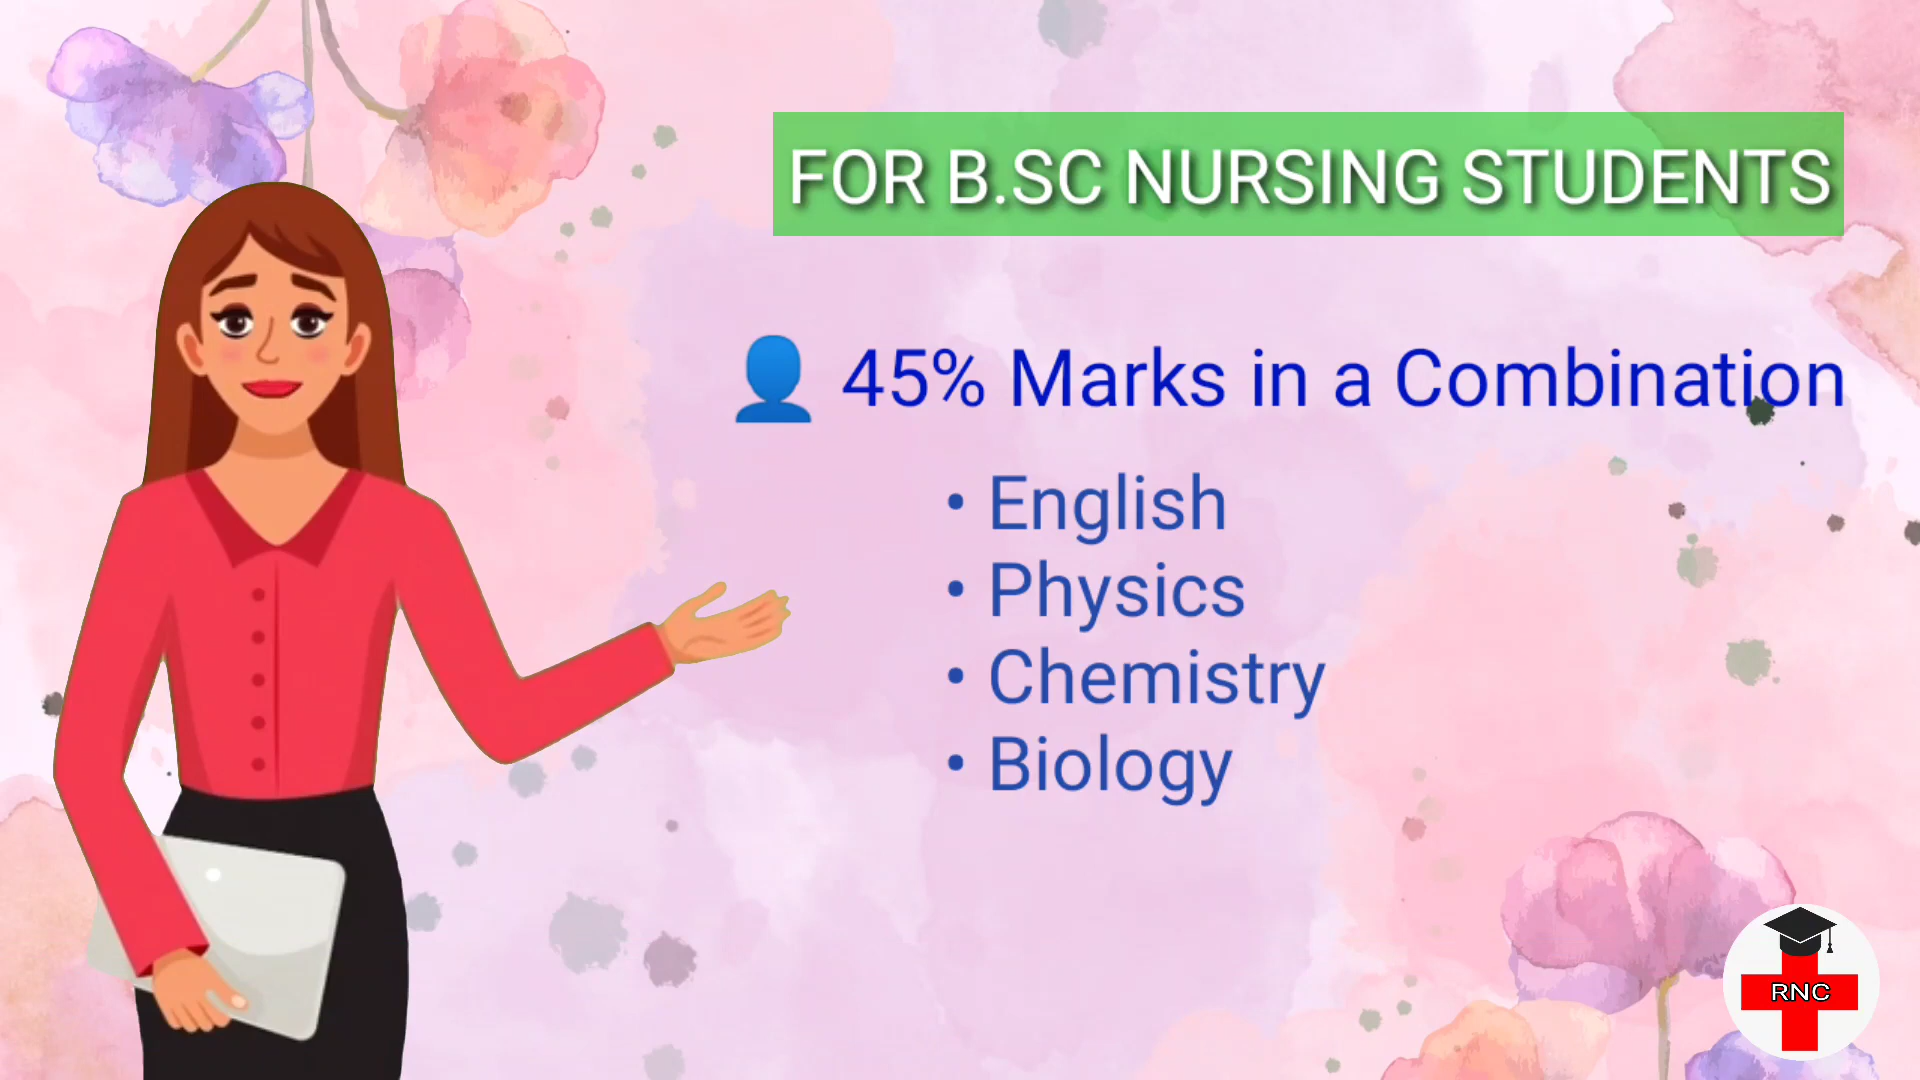 FOR B.SC NURSING STUDENTS
👤 45% Marks in a Combination
• English
• Physics
• Chemistry
• Biology
RNC